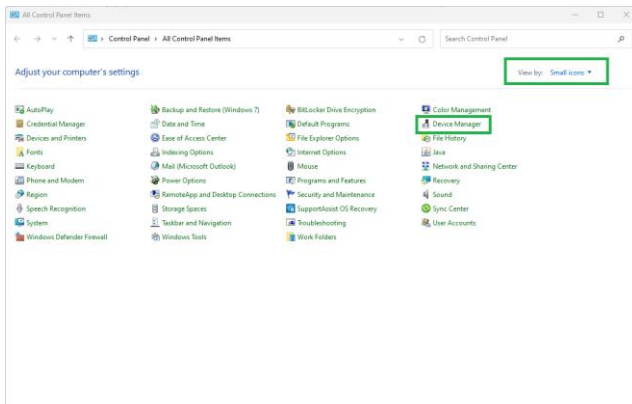 All Control Panel Items
Control Panel > All Control Panel Items
Search Control Panel
Adjust your computer's settings
View by: Small icons
AutoPlay
Backup and Restore (Windows 7)
BitLocker Drive Encryption
Color Management
Credential Manager
Date and Time
Default Programs
Device Manager
Devices and Printers
Ease of Access Center
File Explorer Options
File History
Fonts
Indexing Options
Internet Options
Java
Keyboard
Mail (Microsoft Outlook)
Mouse
Network and Sharing Center
Phone and Modem
Power Options
Programs and Features
Recovery
Region
RemoteApp and Desktop Connections
Security and Maintenance
Sound
Speech Recognition
Storage Spaces
SupportAssist OS Recovery
Sync Center
System
Taskbar and Navigation
Troubleshooting
User Accounts
Windows Defender Firewall
Windows Tools
Work Folders